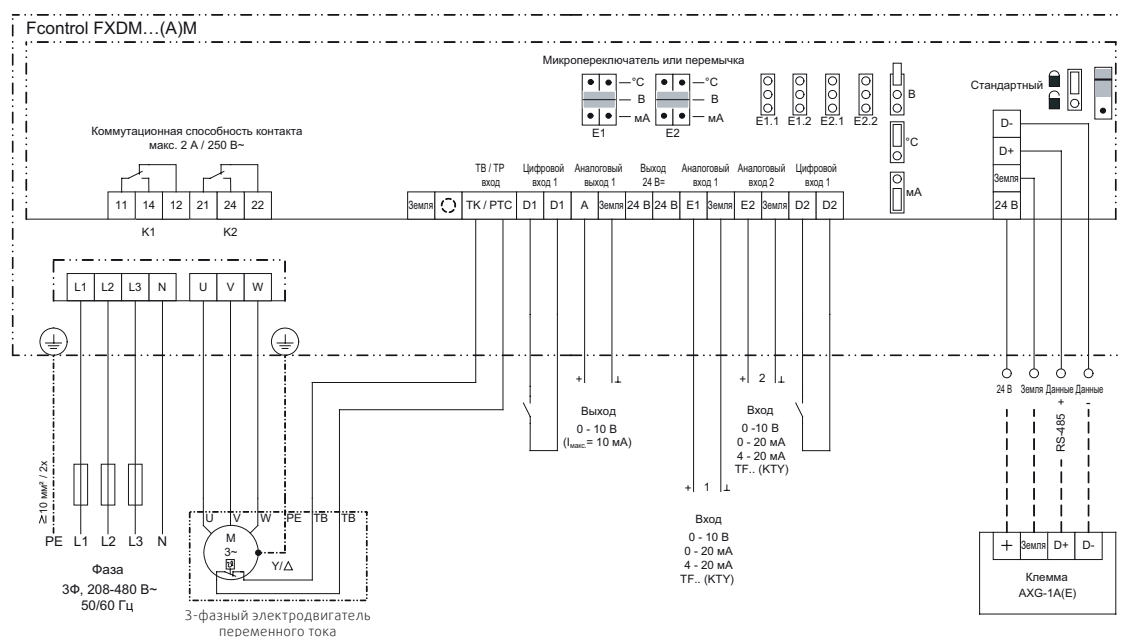 Fcontrol FXDM…(A)M
Микропереключатель или перемычка
°C
В
мА
E1
°C
В
мА
E2
E1.1
E1.2
E2.1
E2.2
В
°C
мА
Стандартный
D-
D+
Земля
24 В
Коммутационная способность контакта
макс. 2 А / 250 В~
11 14 12 21 24 22
K1 K2
ТВ / ТР
вход
Цифровой
вход 1
Аналоговый
выход 1
Выход
24 В=
Аналоговый
вход 1
Аналоговый
вход 2
Цифровой
вход 1
Земля TK / PTC D1 D1 A Земля 24 В 24 В E1 Земля E2 Земля D2 D2
L1 L2 L3 N U V W
≥10 мм² / 2x
PE L1 L2 L3 N
Фаза
3Ф, 208-480 В~
50/60 Гц
U V W PE TB TB
M
3~
Y/△
3-фазный электродвигатель
переменного тока
+ ⊥
Выход
0 - 10 В
(Iмакс.= 10 мА)
+ 1 ⊥
Вход
0 - 10 В
0 - 20 мА
4 - 20 мА
TF.. (KTY)
+ 2 ⊥
Вход
0 -10 В
0 - 20 мА
4 - 20 мА
TF.. (KTY)
24 В Земля Данные Данные
+ -
RS-485
+ Земля D+ D-
Клемма
AXG-1A(E)